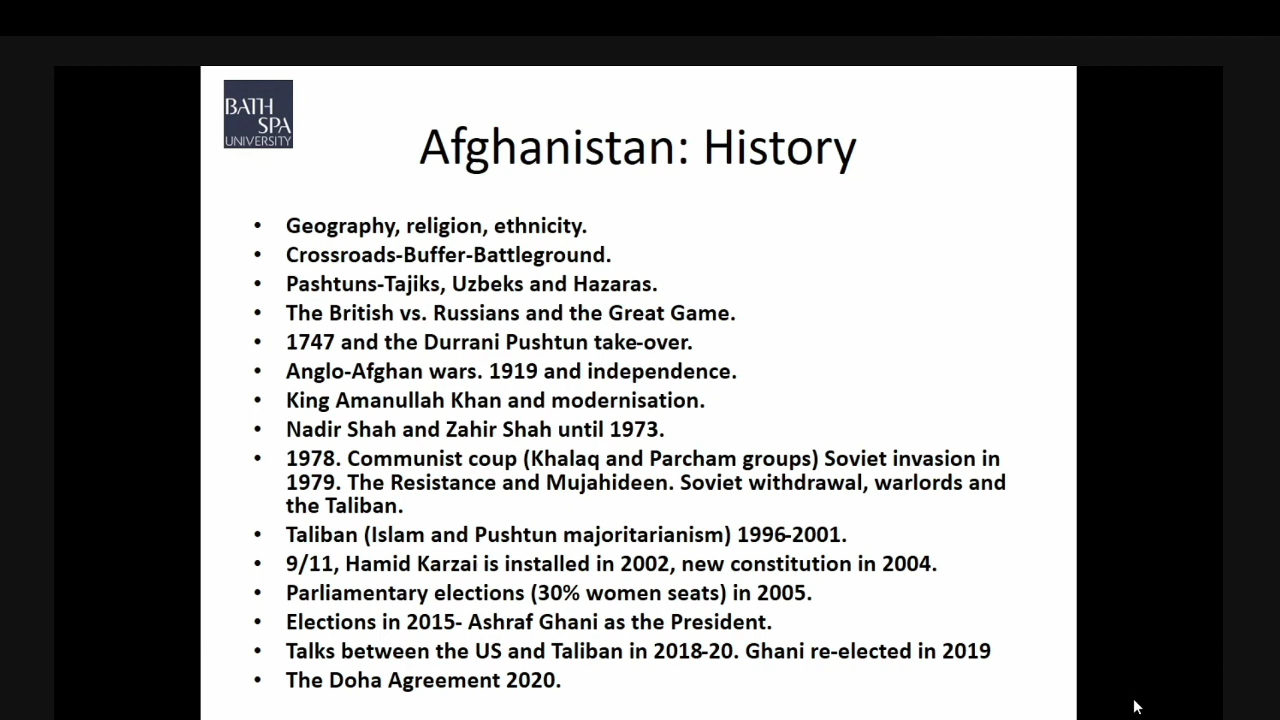 BATH
SPA
UNIVERSITY
Afghanistan: History
• Geography, religion, ethnicity.
• Crossroads-Buffer-Battleground.
• Pashtuns-Tajiks, Uzbeks and Hazaras.
• The British vs. Russians and the Great Game.
• 1747 and the Durrani Pushtun take-over.
• Anglo-Afghan wars. 1919 and independence.
• King Amanullah Khan and modernisation.
• Nadir Shah and Zahir Shah until 1973.
• 1978. Communist coup (Khalaq and Parcham groups) Soviet invasion in
1979. The Resistance and Mujahideen. Soviet withdrawal, warlords and
the Taliban.
• Taliban (Islam and Pushtun majoritarianism) 1996-2001.
• 9/11, Hamid Karzai is installed in 2002, new constitution in 2004.
• Parliamentary elections (30% women seats) in 2005.
• Elections in 2015- Ashraf Ghani as the President.
• Talks between the US and Taliban in 2018-20. Ghani re-elected in 2019
• The Doha Agreement 2020.